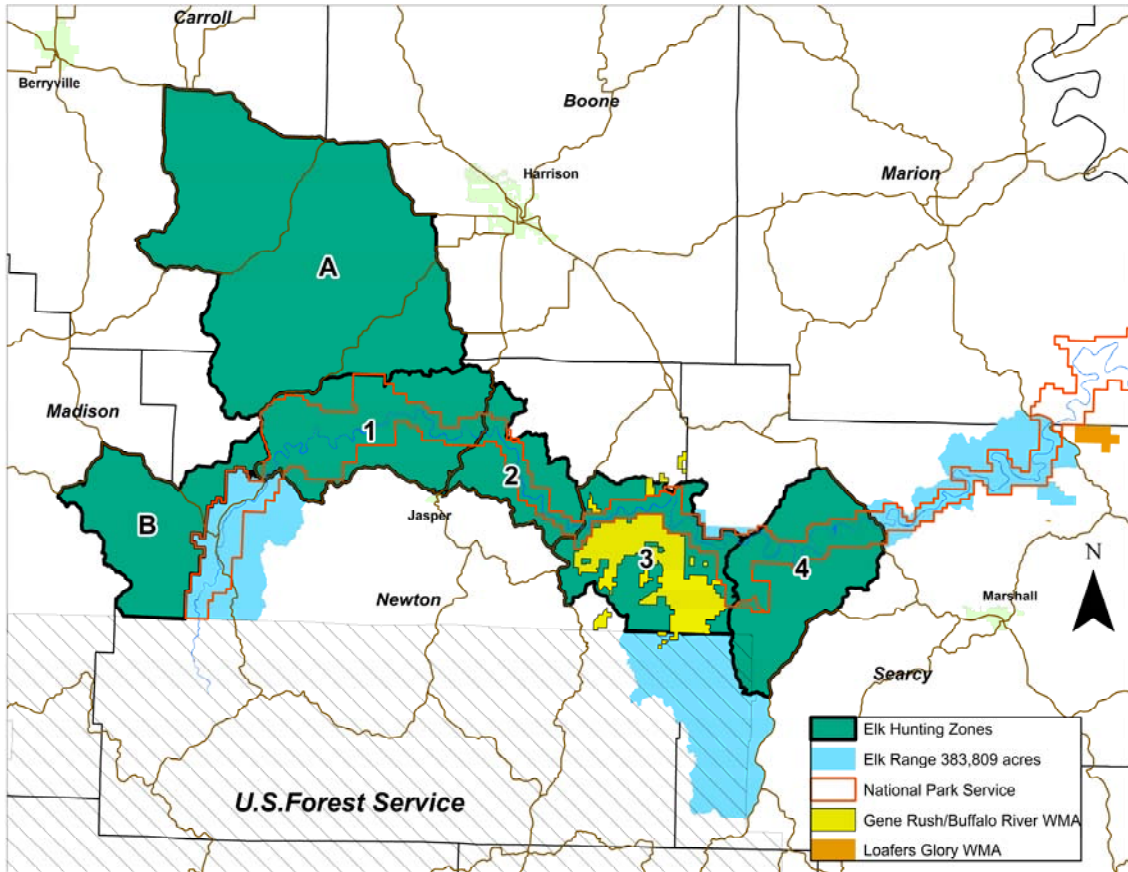 Carroll
Berryville
Boone
Harrison
Marion
A
Madison
1
2
B
Jasper
3
4
N
Newton
Marshall
Searcy
U.S.Forest Service
Elk Hunting Zones
Elk Range 383,809 acres
National Park Service
Gene Rush/Buffalo River WMA
Loafers Glory WMA